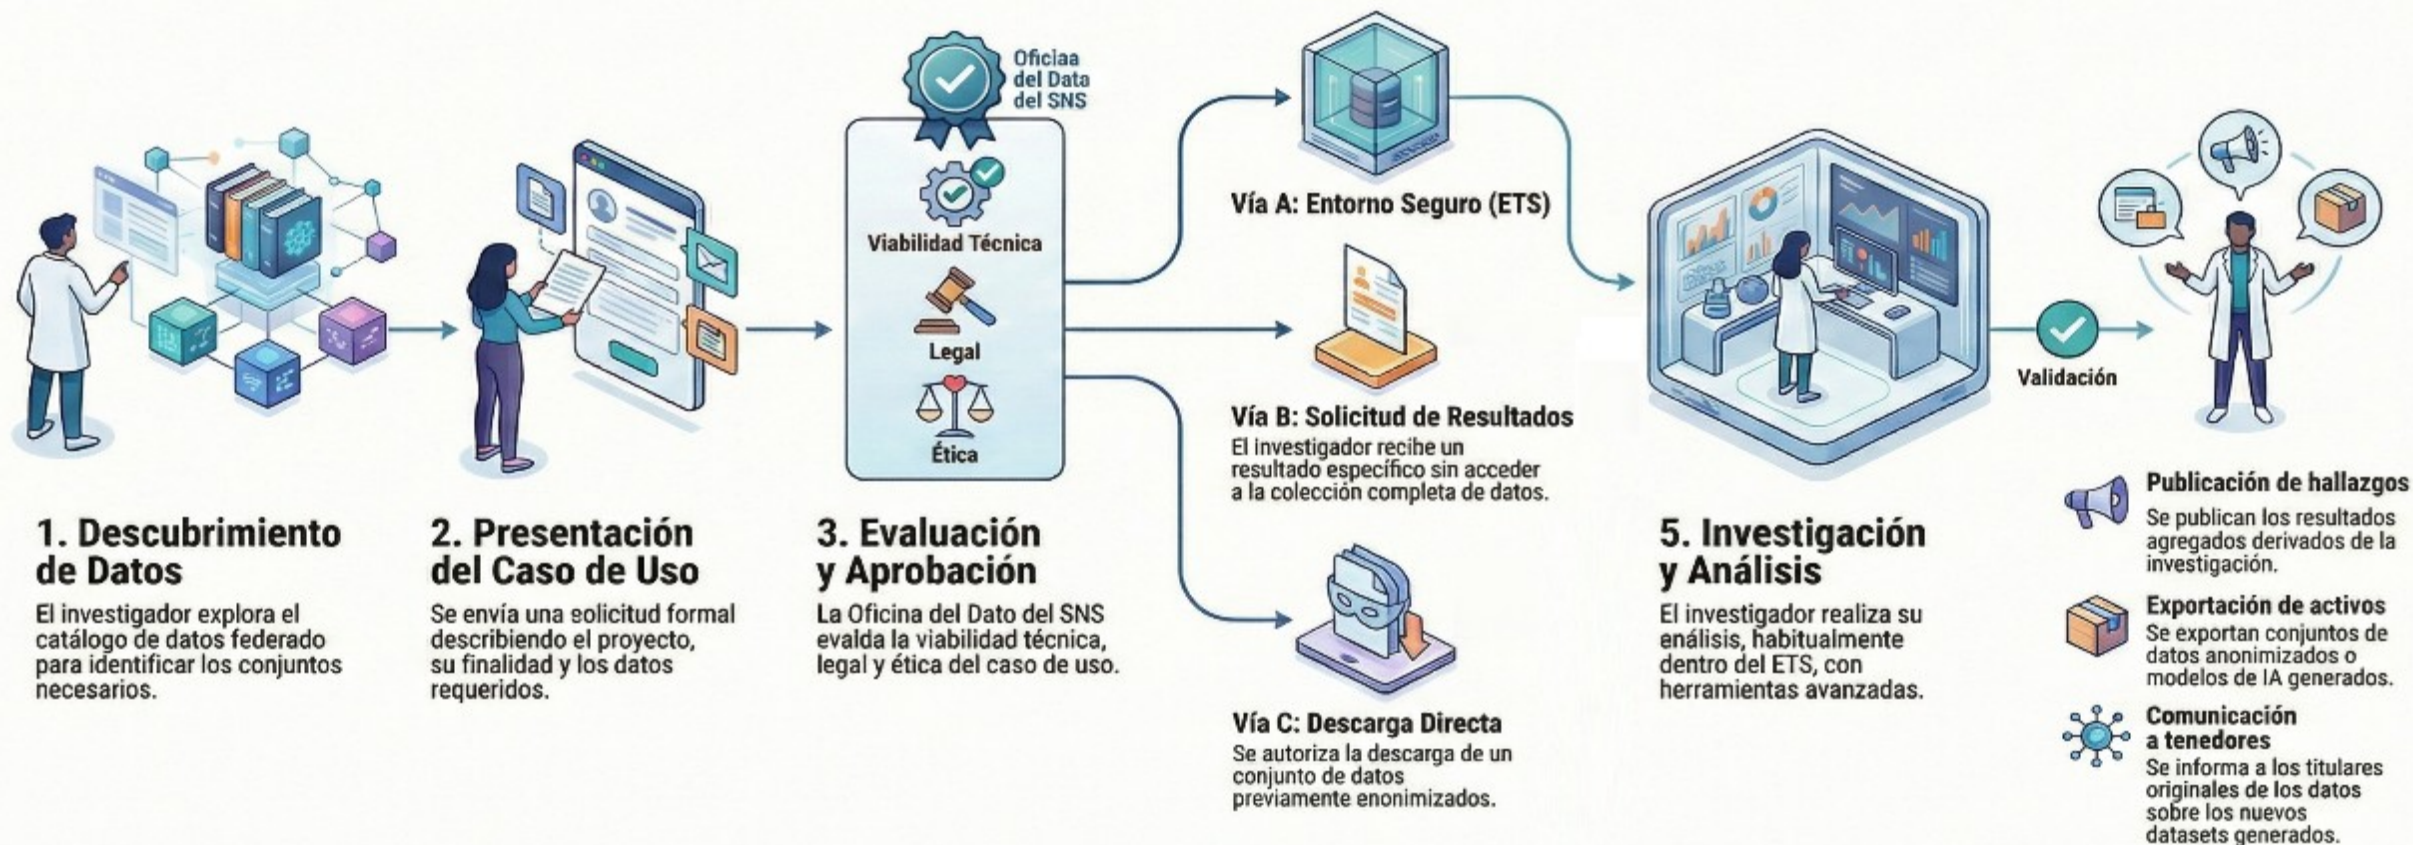 Oficiaa
del Data
del SNS
Viabilidad Técnica
Legal
Ética
1. Descubrimiento
de Datos
El investigador explora el
catálogo de datos federado
para identificar los conjuntos
necesarios.
2. Presentación
del Caso de Uso
Se envía una solicitud formal
describiendo el proyecto,
su finalidad y los datos
requeridos.
3. Evaluación
y Aprobación
La Oficina del Dato del SNS
evalda la viabilidad técnica,
legal y ética del caso de uso.
Vía A: Entorno Seguro (ETS)
Vía B: Solicitud de Resultados
El investigador recibe un
resultado específico sin acceder
a la colección completa de datos.
Vía C: Descarga Directa
Se autoriza la descarga de un
conjunto de datos
previamente enonimizados.
5. Investigación
y Análisis
El investigador realiza su
enálisis, habitualmente
dentro del ETS, con
herramientas avanzadas.
Validación
Publicación de hallazgos
Se publican los resultados
agregados derivados de la
investigación.
Exportación de activos
Se exportan conjuntos de
datos anonimizados o
modelos de IA generados.
Comunicación
a tenedores
Se informa a los titulares
originales de los datos
sobre los nuevos
datasets generados.